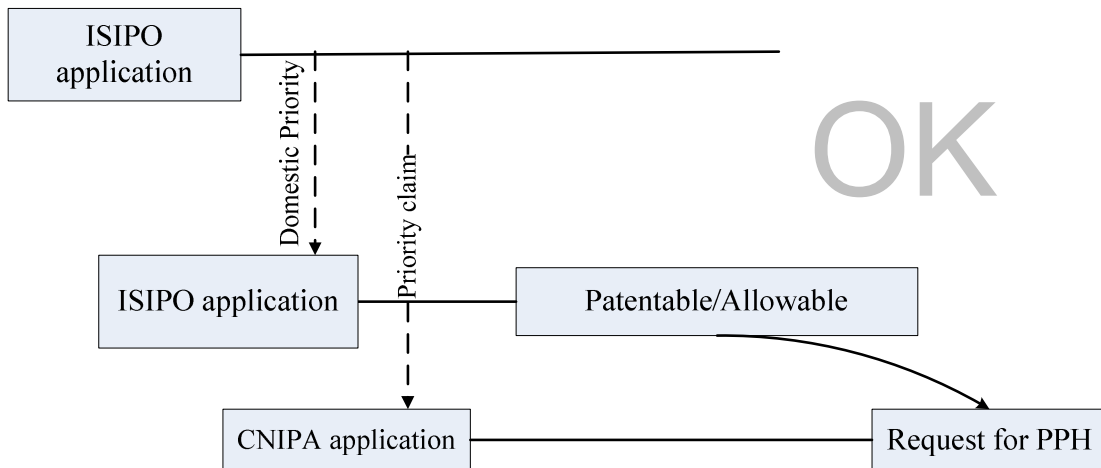 ISIPO
application
Domestic Priority
Priority claim
OK
ISIPO application
Patentable/Allowable
CNIPA application
Request for PPH